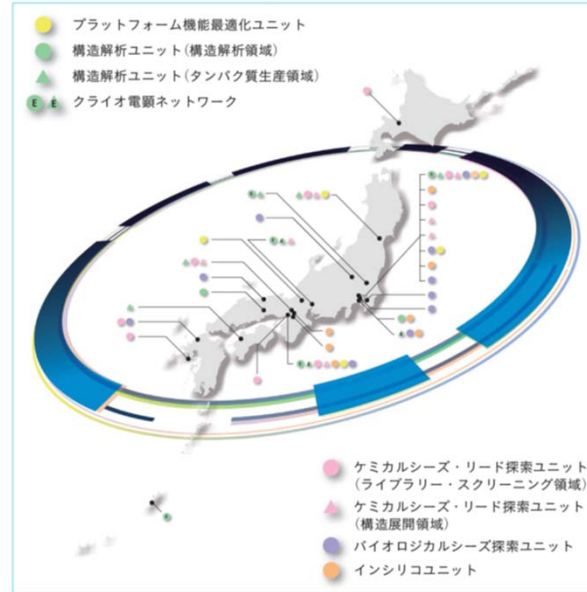 プラットフォーム機能最適化ユニット
構造解析ユニット(構造解析領域)
構造解析ユニット(タンパク質生産領域)
E E クライオ電顕ネットワーク
ケミカルシーズ・リード探索ユニット
(ライブラリー・スクリーニング領域)
ケミカルシーズ・リード探索ユニット
(構造展開領域)
バイオロジカルシーズ探索ユニット
インシリコユニット